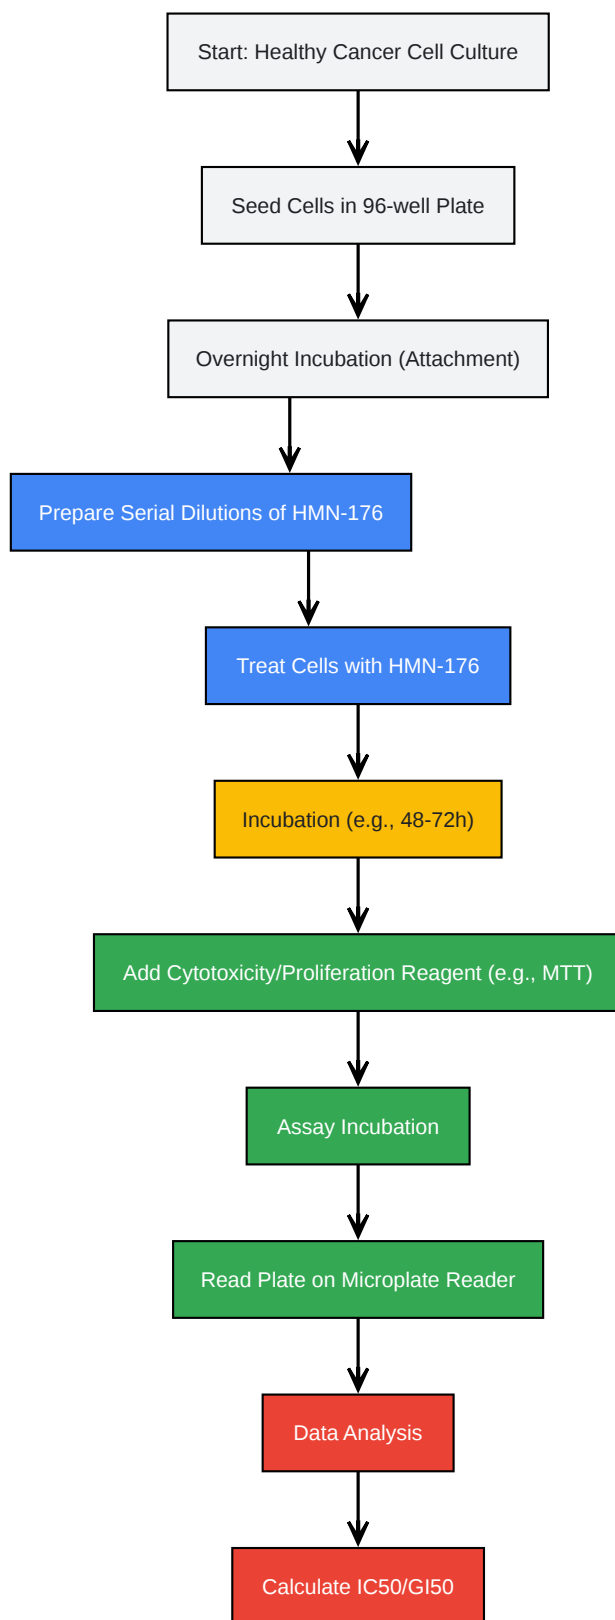 Start: Healthy Cancer Cell Culture
Seed Cells in 96-well Plate
Overnight Incubation (Attachment)
Prepare Serial Dilutions of HMN-176
Treat Cells with HMN-176
Incubation (e.g., 48-72h)
Add Cytotoxicity/Proliferation Reagent (e.g., MTT)
Assay Incubation
Read Plate on Microplate Reader
Data Analysis
Calculate IC50/GI50